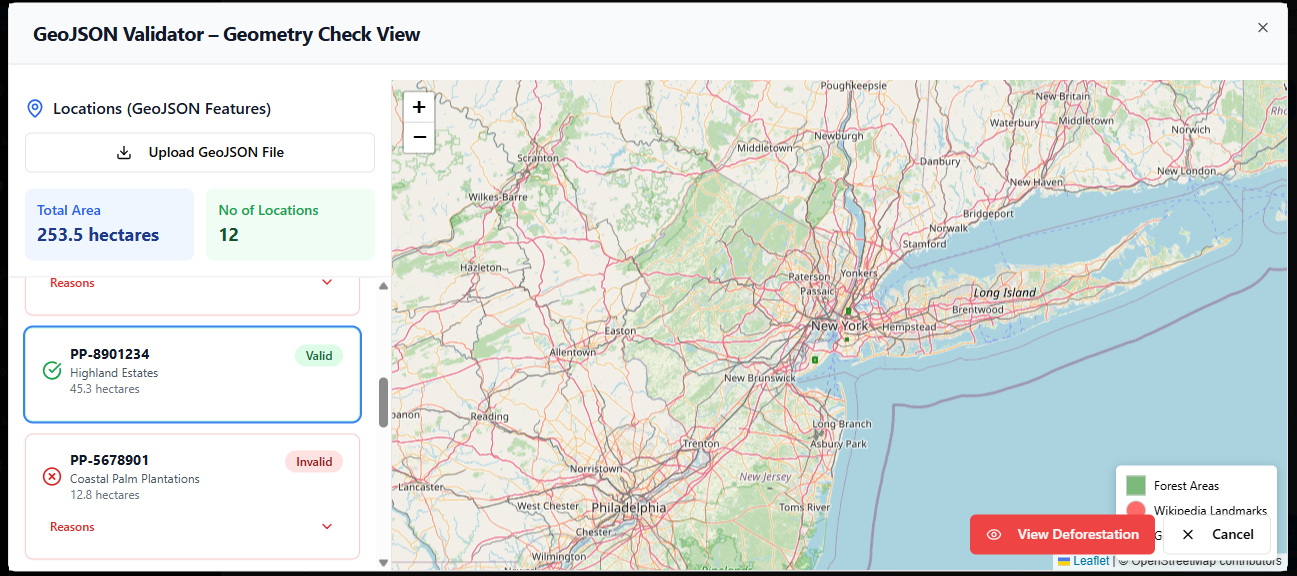 GeoJSON Validator – Geometry Check View
Locations (GeoJSON Features)
Upload GeoJSON File
Total Area
253.5 hectares
No of Locations
12
Reasons
PP-8901234
Valid
Highland Estates
45.3 hectares
PP-5678901
Invalid
Coastal Palm Plantations
12.8 hectares
Reasons
+
−
Poughkeepsie
New Britain
Waterbury
Middletown
Norwich
Newburgh
Middletown
Scranton
Danbury
New London
New Haven
Wilkes-Barre
Bridgeport
Norwalk
Stamford
Hazleton
Paterson
Yonkers
Passaic
Long Island
Brentwood
New York
Hempstead
Easton
Allentown
New Brunswick
Reading
Long Branch
Trenton
Asbury Park
Norristown
New Jersey
Lancaster
West Chester
Philadelphia
Toms River
Chester
Wilmington
Forest Areas
Wikipedia Landmarks
View Deforestation
G
Cancel
Leaflet | © OpenStreetMap contributors